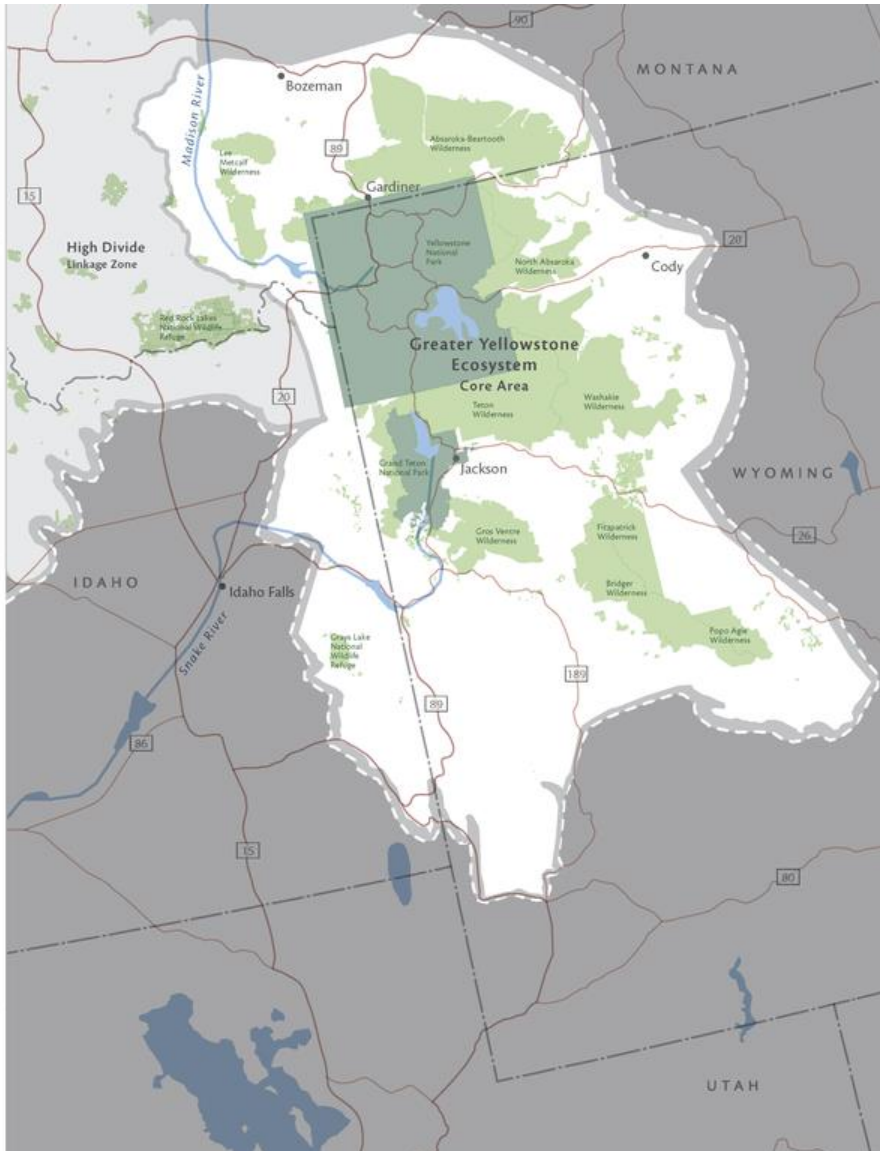 90
MONTANA
Bozeman
Madison River
Absaroka-Beartooth
Wilderness
89
Lee
Metcalf
Wilderness
Gardiner
15
High Divide
Linkage Zone
Yellowstone
National
Park
North Absaroka
Wilderness
20
Cody
Red Rock Lakes
National Wildlife
Refuge
Greater Yellowstone
Ecosystem
Core Area
20
Teton
Wilderness
Washakie
Wilderness
Grand Teton
National Park
Jackson
WYOMING
Gros Ventre
Wilderness
Fitzpatrick
Wilderness
26
IDAHO
Idaho Falls
Bridger
Wilderness
Snake River
Grays Lake
National
Wildlife
Refuge
Popo Agie
Wilderness
189
89
86
15
80
UTAH